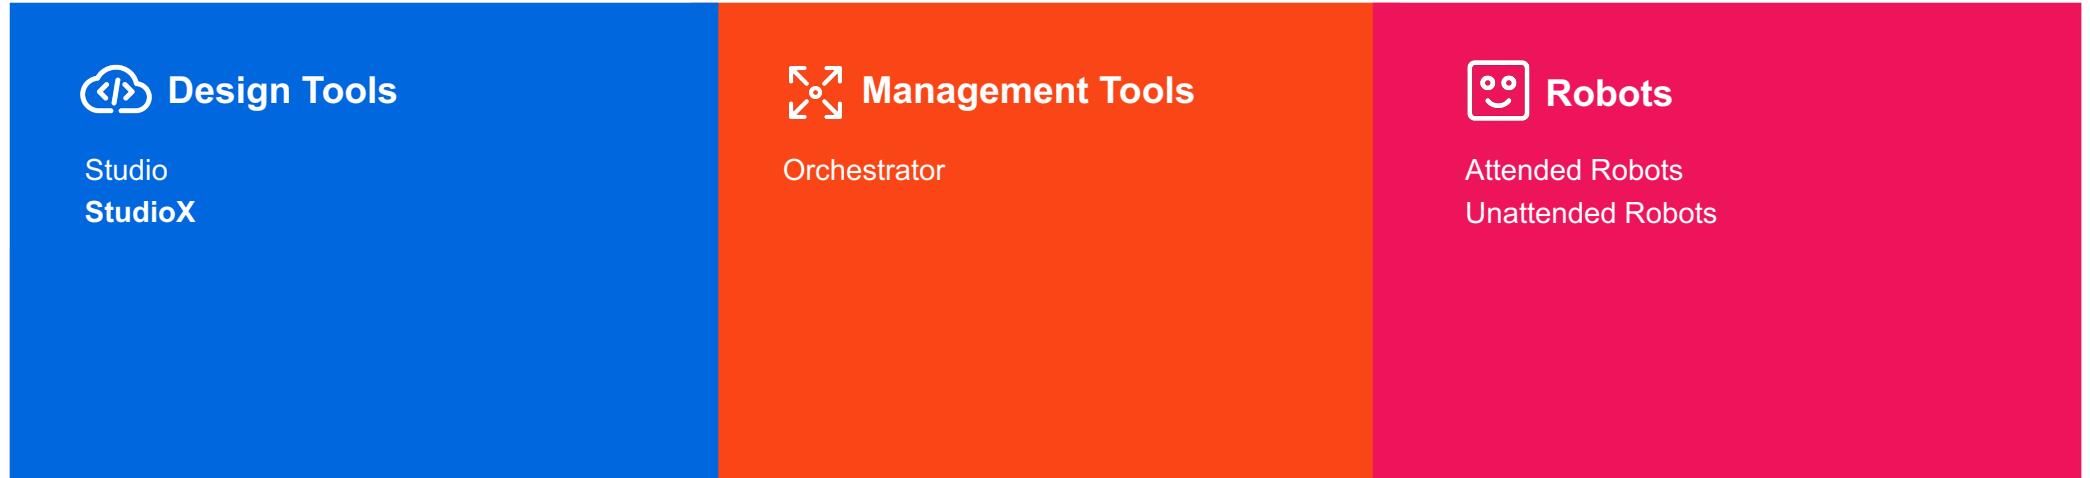 Design Tools
Studio
StudioX
Management Tools
Orchestrator
Robots
Attended Robots
Unattended Robots